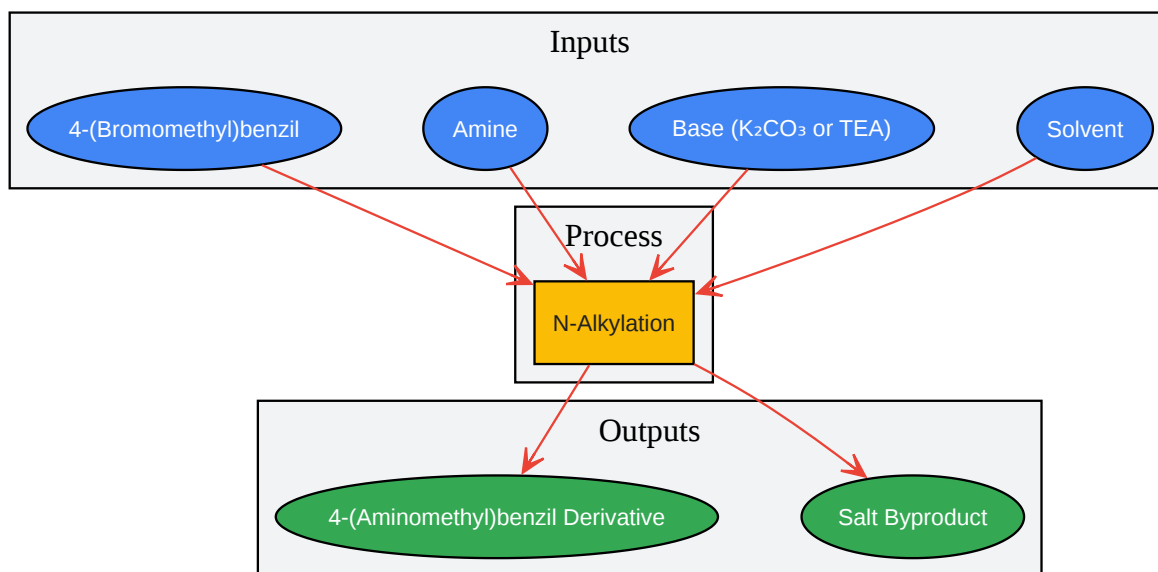 Inputs
4-(Bromomethyl)benzil
Amine
Base (K₂CO₃ or TEA)
Solvent
Process
N-Alkylation
Outputs
4-(Aminomethyl)benzil Derivative
Salt Byproduct